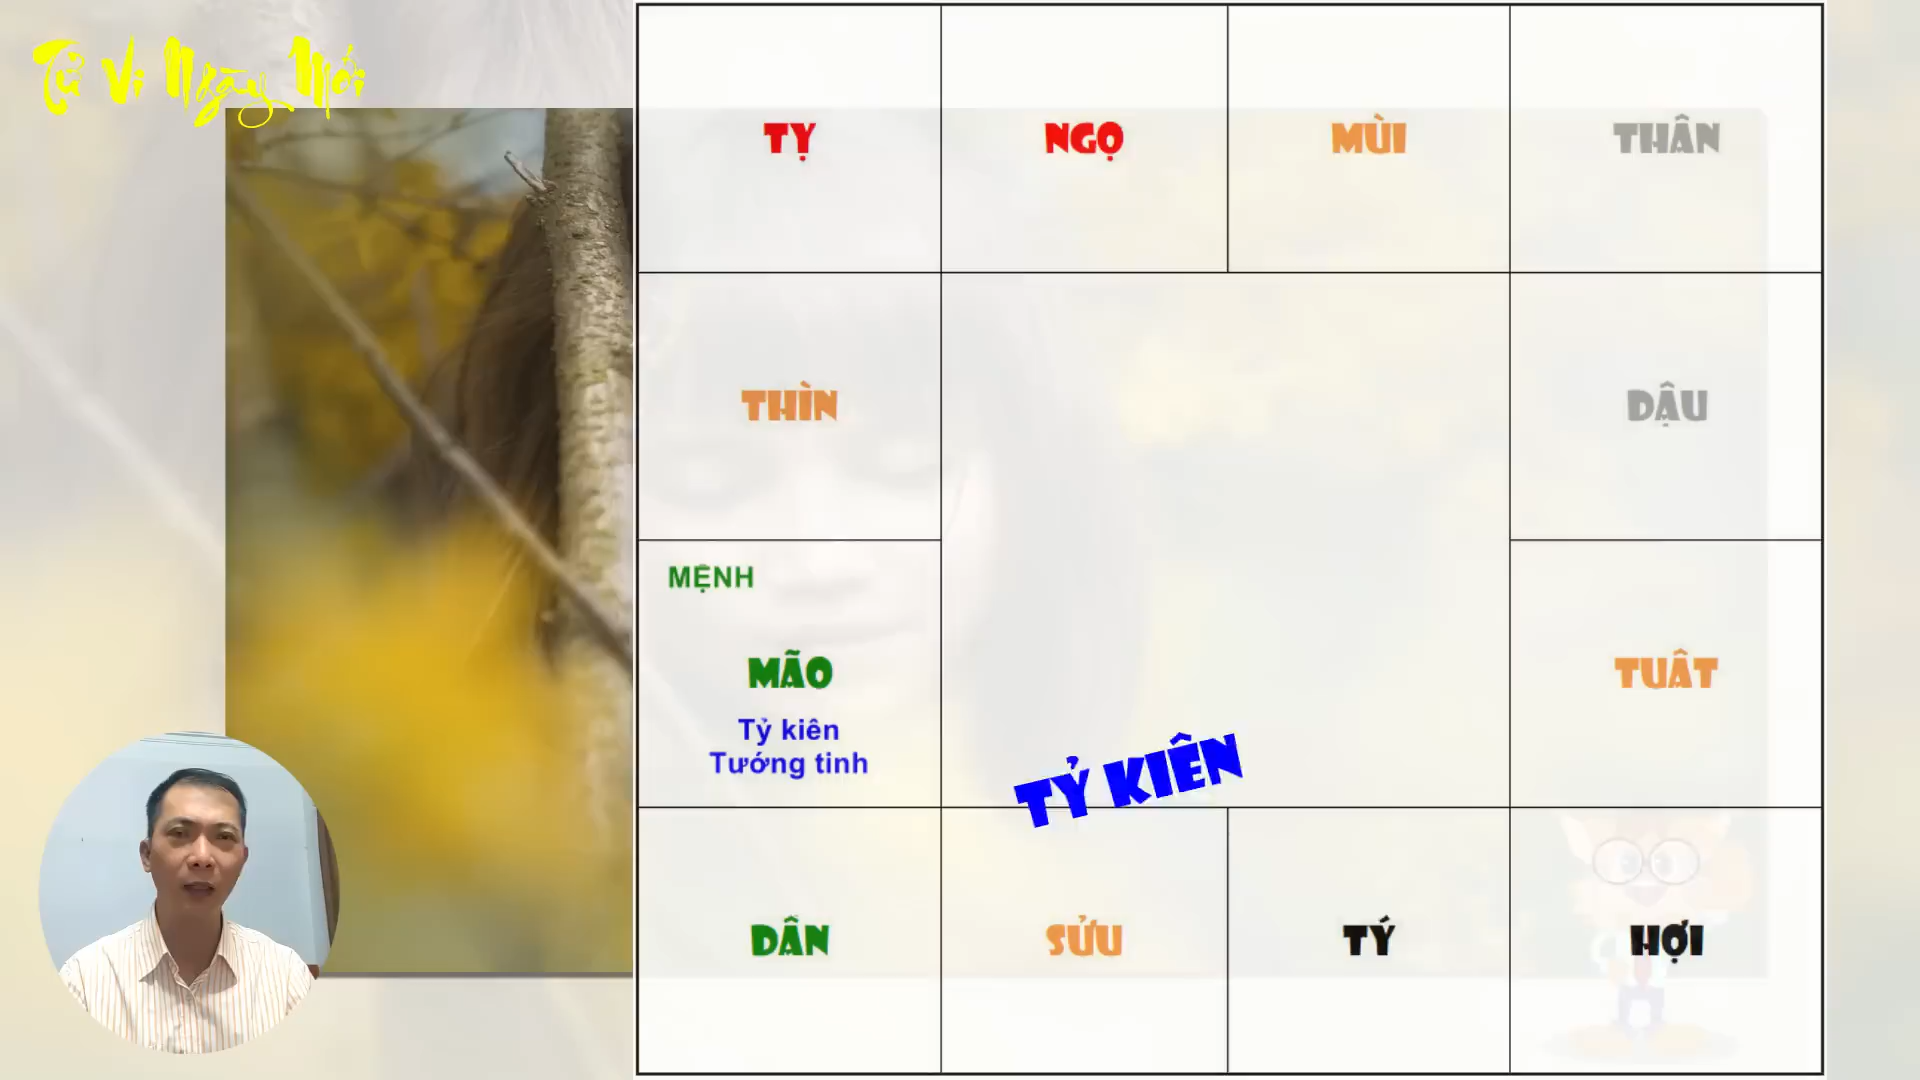 Tử Vi Ngày Mới
TỴ
NGỌ
MÙI
THÂN
THÌN
DẬU
MỆNH
MÃO
Tỷ kiên
Tướng tinh
TUẤT
TỶ KIÊN
DẦN
SỬU
TÝ
HỢI